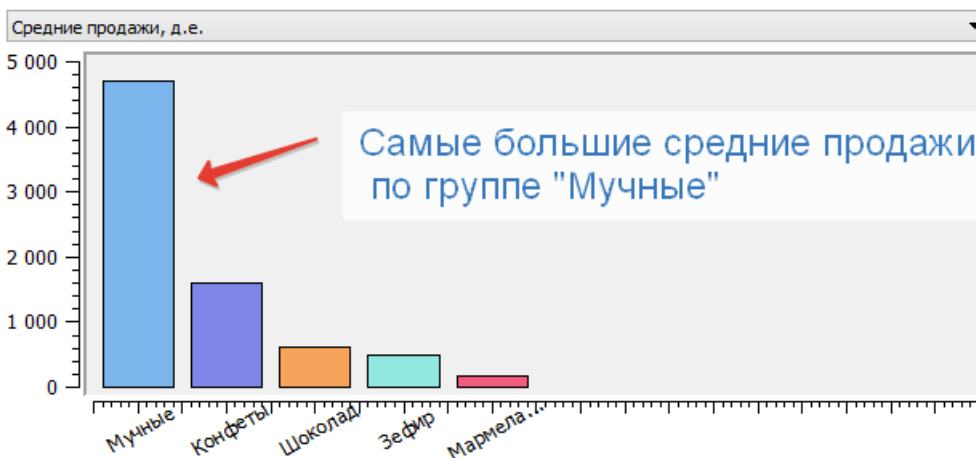 Средние продажи, д.е.
5 000
4 000
3 000
2 000
1 000
0
Самые большие средние продажи
по группе "Мучные"
Мучные
Конфеты
Шоколад
Зефир
Мармела...